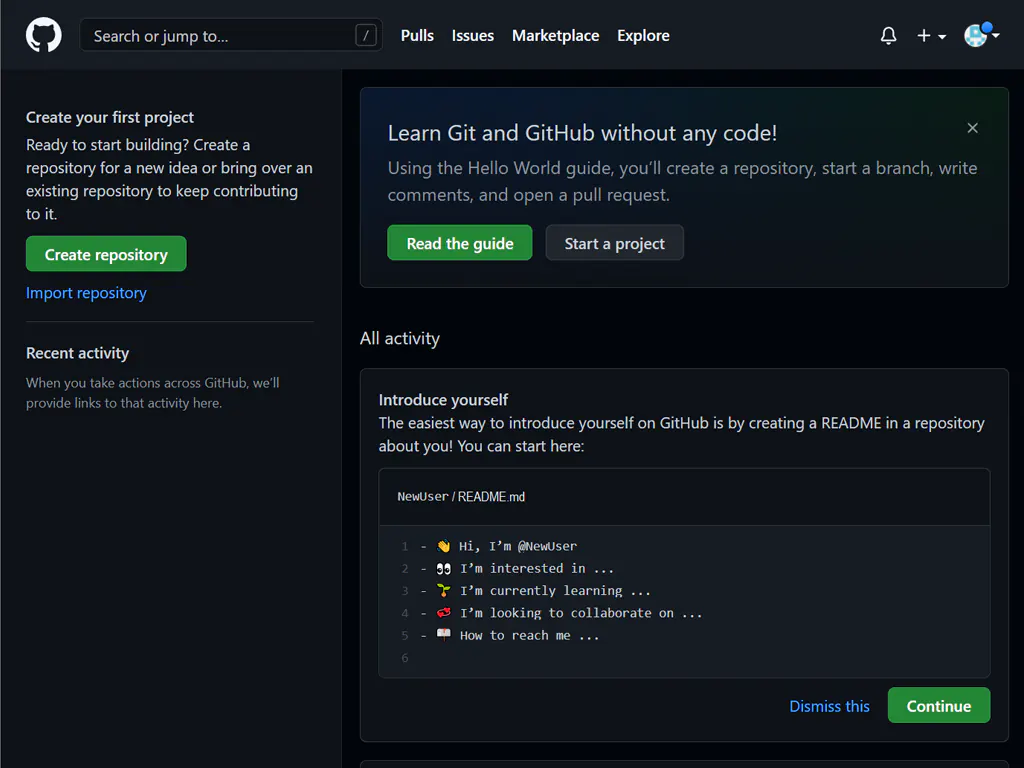 Search or jump to...
/
Pulls
Issues
Marketplace
Explore
Create your first project
Ready to start building? Create a
repository for a new idea or bring over an
existing repository to keep contributing
to it.
Create repository
Import repository
Recent activity
When you take actions across GitHub, we’ll
provide links to that activity here.
Learn Git and GitHub without any code!
Using the Hello World guide, you’ll create a repository, start a branch, write
comments, and open a pull request.
Read the guide
Start a project
All activity
Introduce yourself
The easiest way to introduce yourself on GitHub is by creating a README in a repository
about you! You can start here:
NewUser / README.md
1 - 👋 Hi, I’m @NewUser
2 - 👀 I’m interested in ...
3 - 🌱 I’m currently learning ...
4 - 💞️ I’m looking to collaborate on ...
5 - 📫 How to reach me ...
6
Dismiss this
Continue